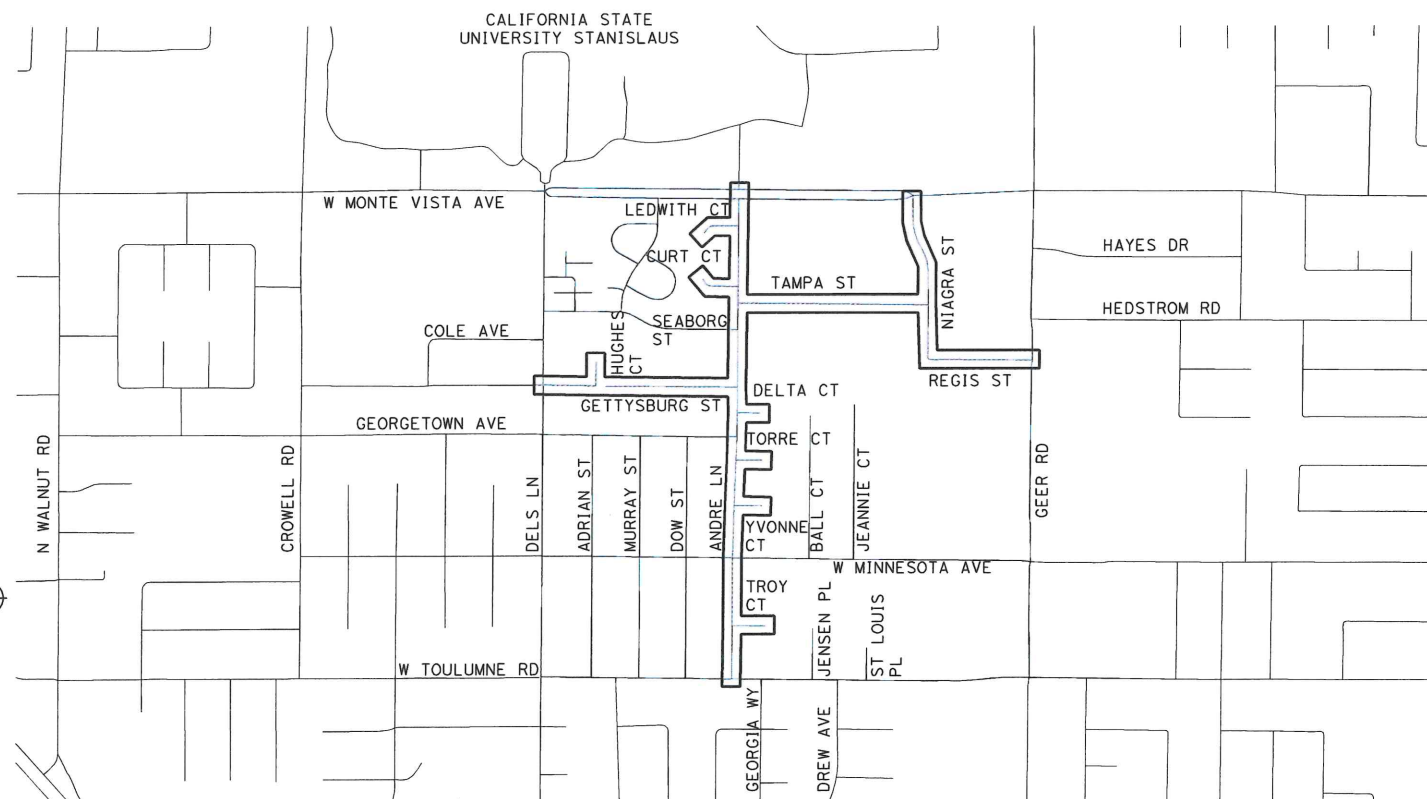 CALIFORNIA STATE
UNIVERSITY STANISLAUS
W MONTE VISTA AVE
LEDWITH CT
CURT CT
TAMPA ST
NIAGRA ST
HAYES DR
HEDSTROM RD
COLE AVE
HUGHES
CT
SEABORG
ST
REGIS ST
DELTA CT
GETTYSBURG ST
GEORGETOWN AVE
TORRE CT
N WALNUT RD
CROWELL RD
DELS LN
ADRIAN ST
MURRAY ST
DOW ST
ANDRE LN
YVONNE
CT
BALL CT
JEANNIE CT
GEER RD
W MINNESOTA AVE
TROY
CT
JENSEN PL
ST LOUIS
PL
W TOULUMNE RD
GEORGIA WY
DREW AVE